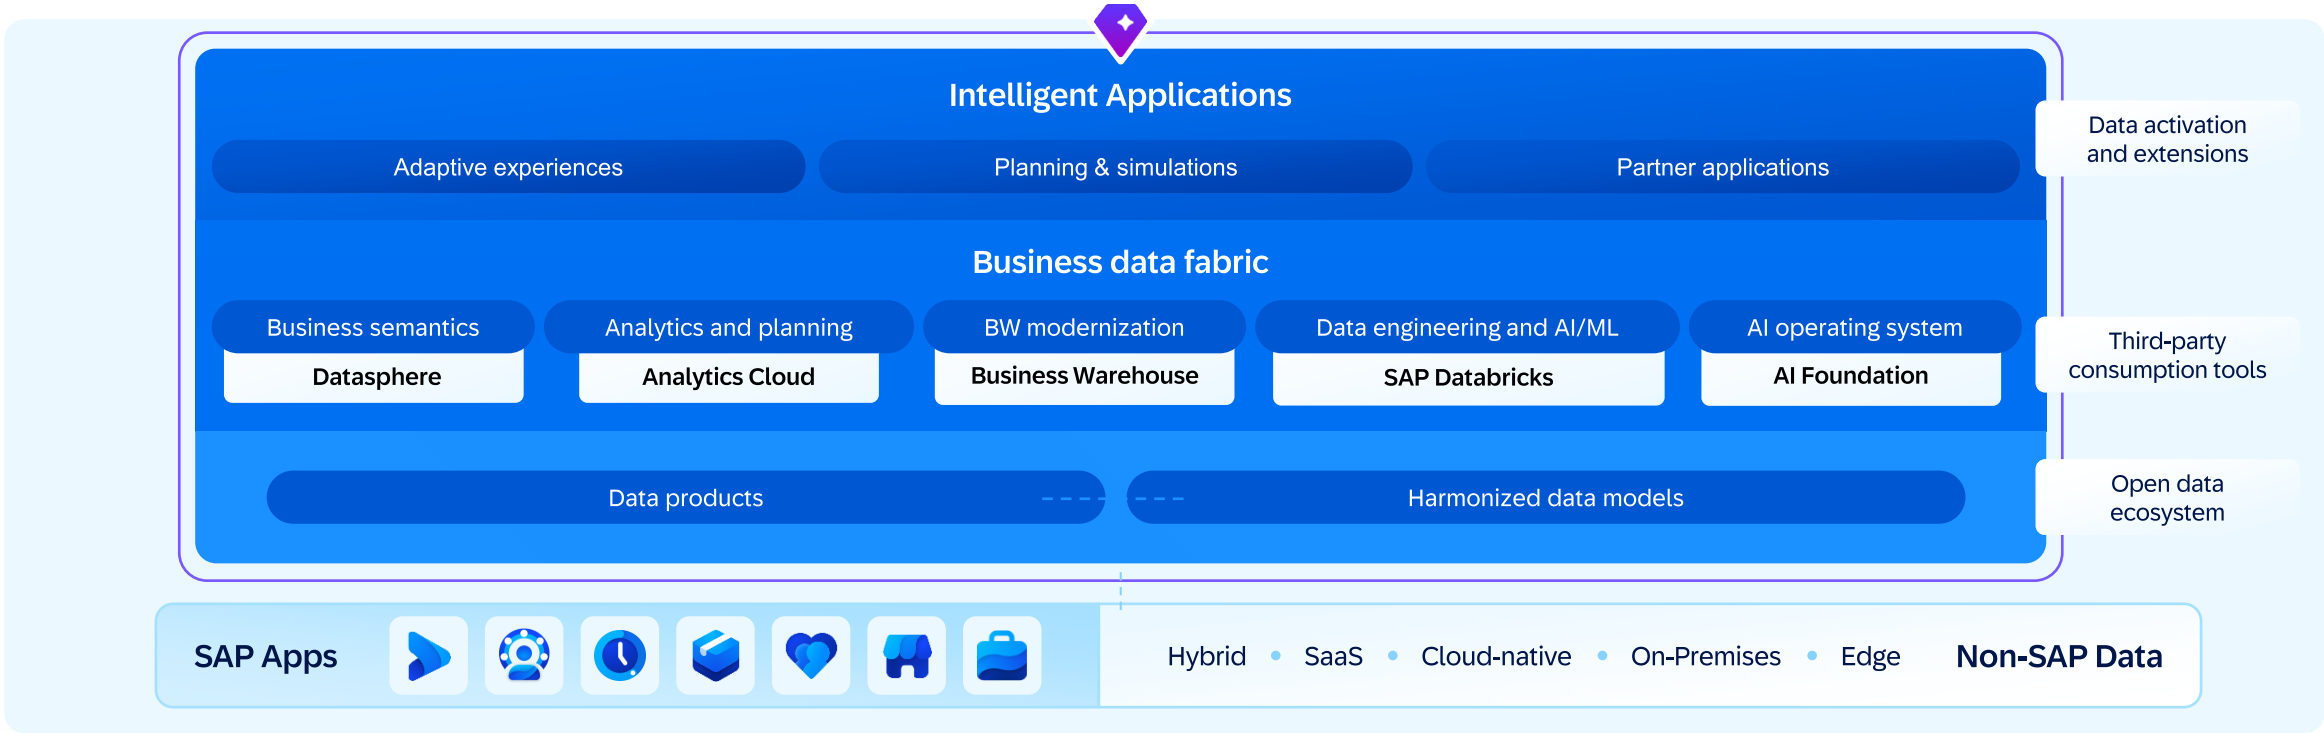 Intelligent Applications
Adaptive experiences
Planning & simulations
Partner applications
Data activation
and extensions
Business data fabric
Business semantics
Datasphere
Analytics and planning
Analytics Cloud
BW modernization
Business Warehouse
Data engineering and AI/ML
SAP Databricks
AI operating system
AI Foundation
Third-party
consumption tools
Data products
Harmonized data models
Open data
ecosystem
SAP Apps
Hybrid • SaaS • Cloud-native • On-Premises • Edge
Non-SAP Data